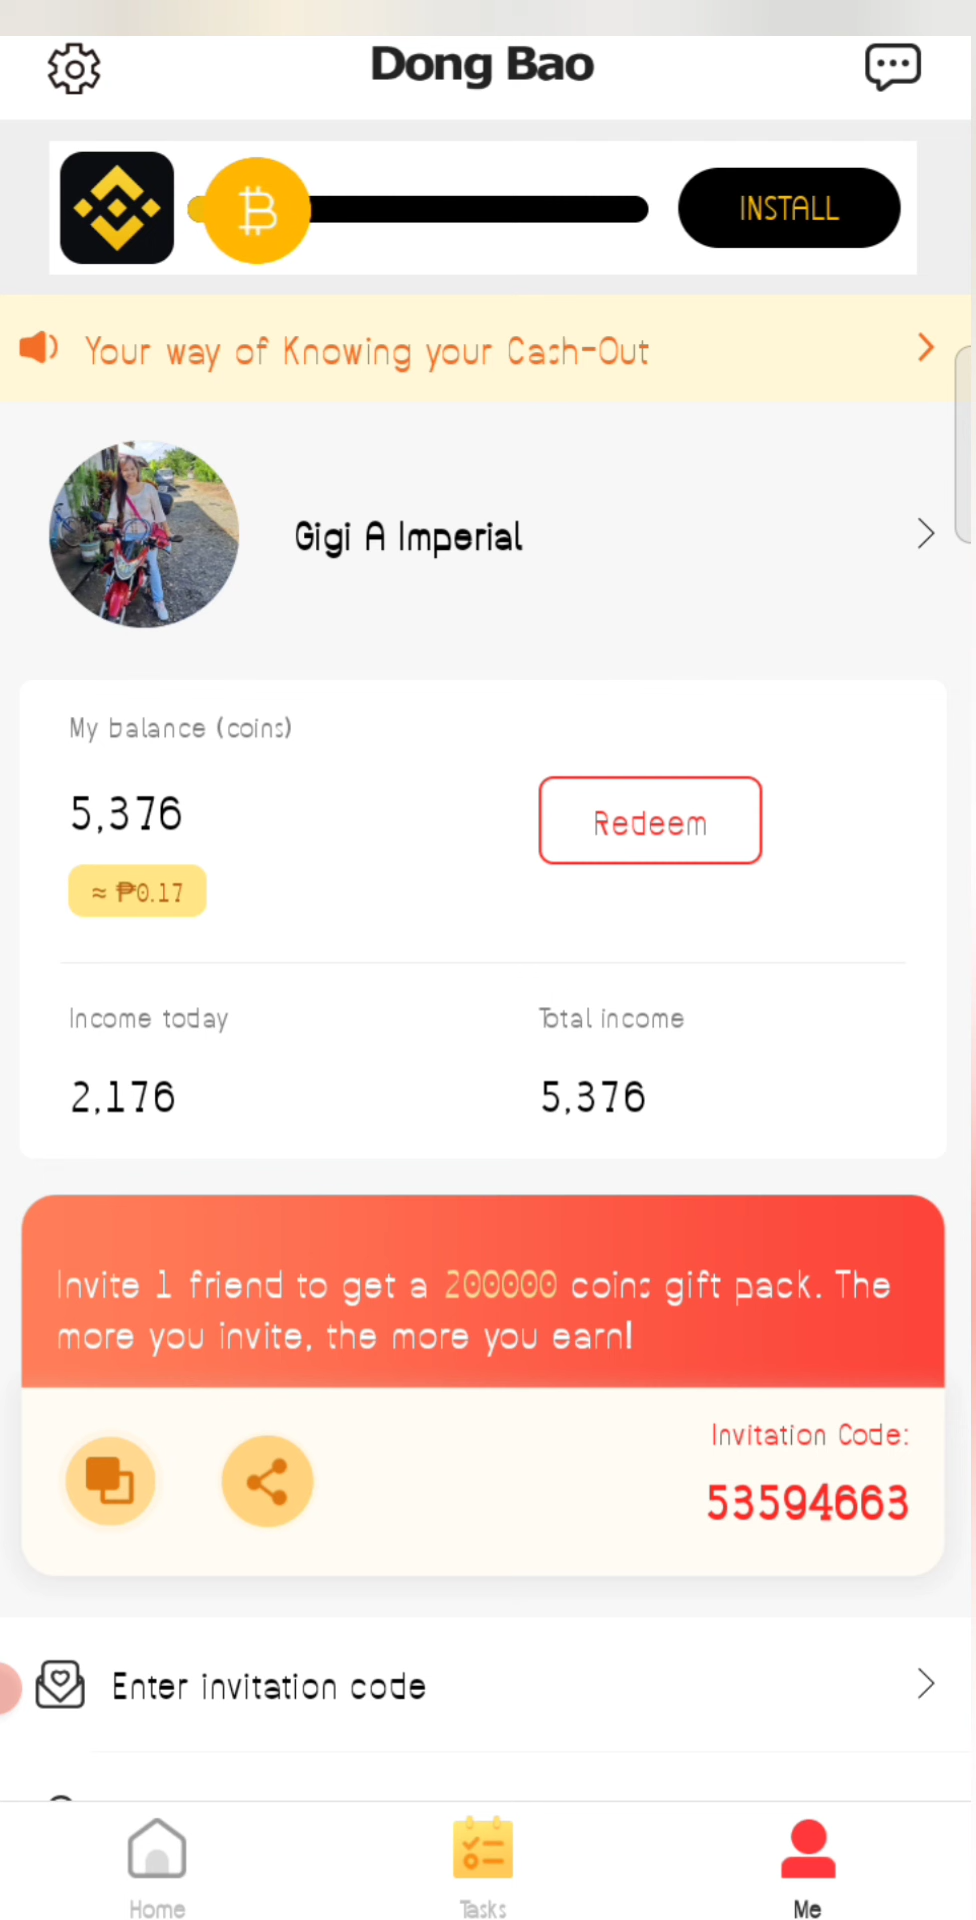 Dong Bao
INSTALL
Your way of Knowing your Cash-Out
Gigi A Imperial
My balance (coins)
5,376
Redeem
≈ ₱0.17
Income today
Total income
2,176
5,376
Invite 1 friend to get a 200000 coins gift pack. The
more you invite, the more you earn!
Invitation Code:
53594663
Enter invitation code
Home
Tasks
Me